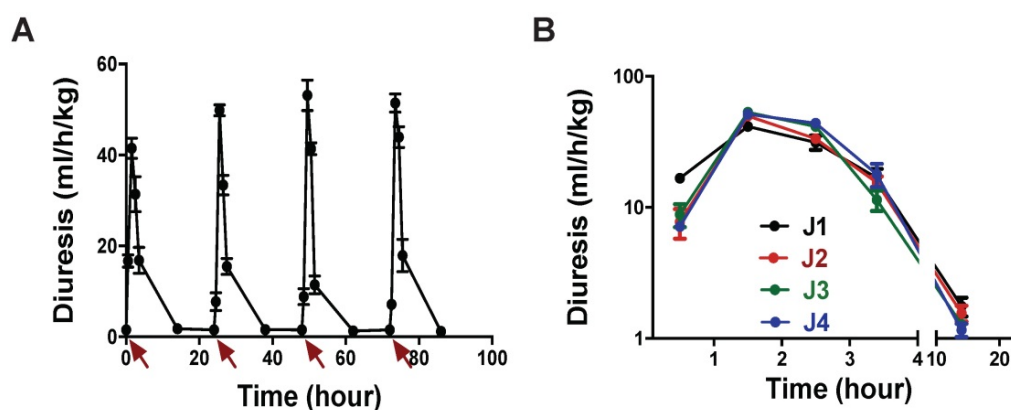 A
Diuresis (ml/h/kg)
60
40
20
0
0 20 40 60 80 100
Time (hour)
B
Diuresis (ml/h/kg)
100
10
1
J1
J2
J3
J4
1 2 3 4 10 20
Time (hour)